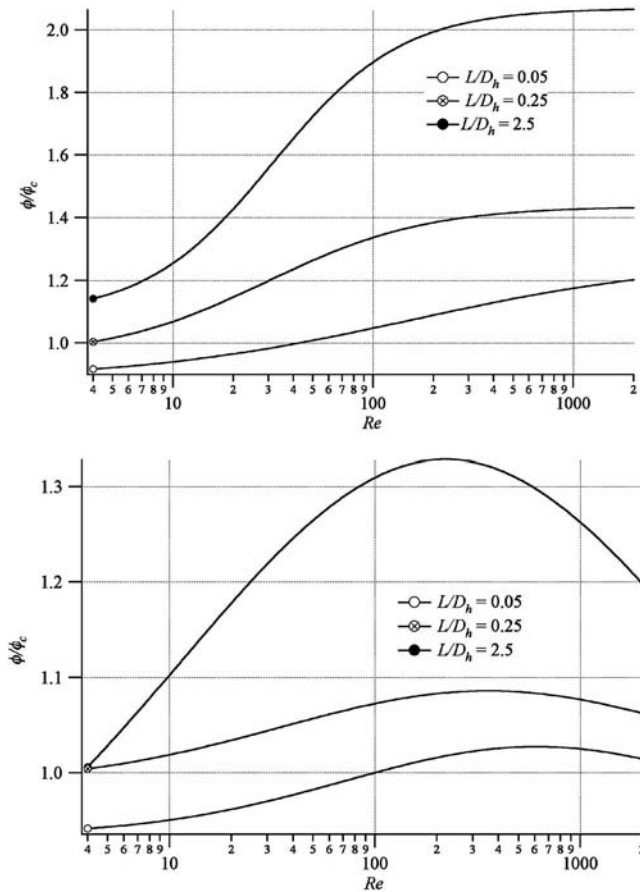 2.0
1.8
1.6
1.4
1.2
1.0
ϕ/ϕc
L/Dh = 0.05
L/Dh = 0.25
L/Dh = 2.5
4 5 6 7 8 9 10 2 3 4 5 6 7 8 9 100 2 3 4 5 6 7 8 9 1000 2
Re
1.3
1.2
1.1
1.0
ϕ/ϕc
L/Dh = 0.05
L/Dh = 0.25
L/Dh = 2.5
4 5 6 7 8 9 10 2 3 4 5 6 7 8 9 100 2 3 4 5 6 7 8 9 1000
Re